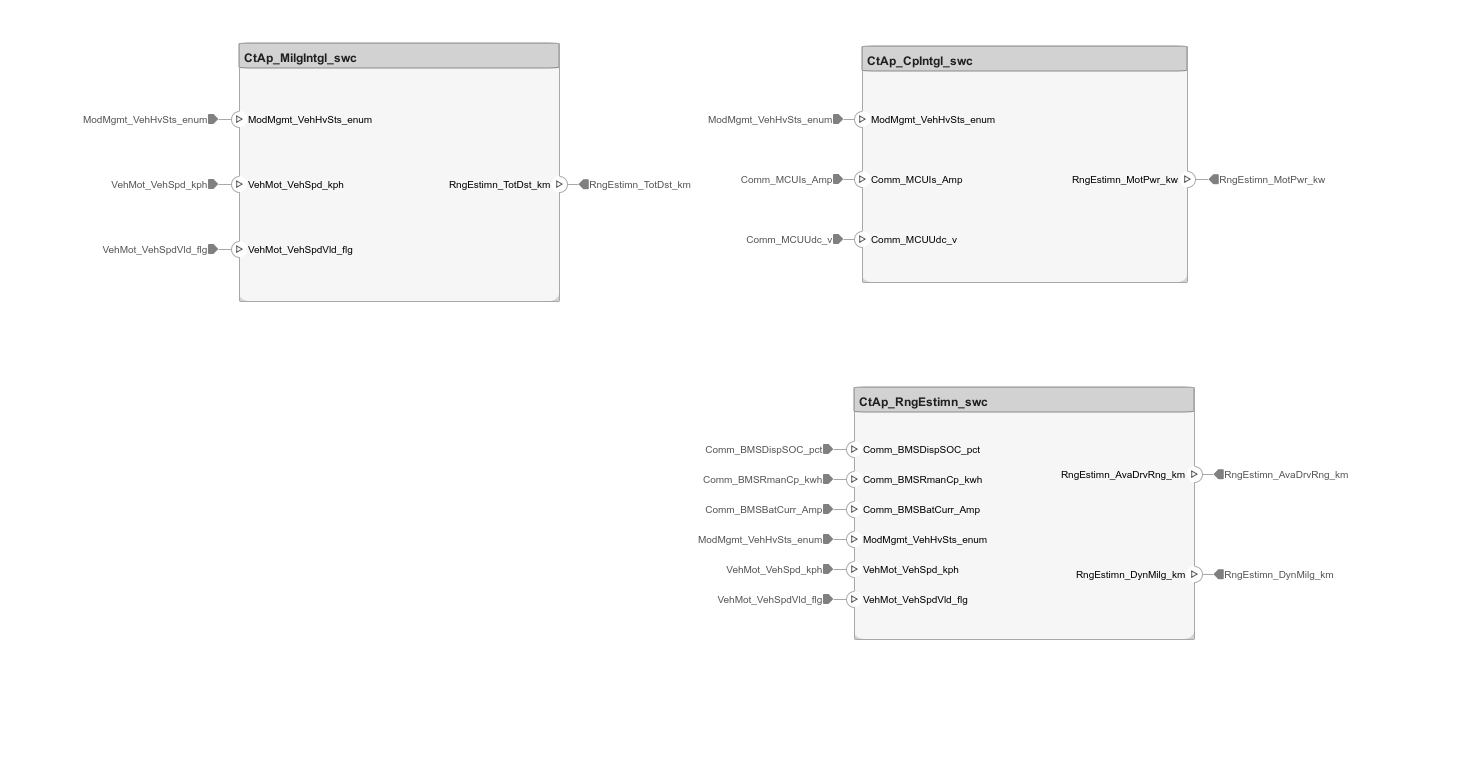 CtAp_MilgIntgl_swc
ModMgmt_VehHvSts_enum
ModMgmt_VehHvSts_enum
VehMot_VehSpd_kph
VehMot_VehSpd_kph
RngEstimn_TotDst_km
RngEstimn_TotDst_km
VehMot_VehSpdVld_flg
VehMot_VehSpdVld_flg
CtAp_CpIntgl_swc
ModMgmt_VehHvSts_enum
ModMgmt_VehHvSts_enum
Comm_MCUIs_Amp
Comm_MCUIs_Amp
RngEstimn_MotPwr_kw
RngEstimn_MotPwr_kw
Comm_MCUUdc_v
Comm_MCUUdc_v
CtAp_RngEstimn_swc
Comm_BMSDispSOC_pct
Comm_BMSDispSOC_pct
RngEstimn_AvaDrvRng_km
RngEstimn_AvaDrvRng_km
Comm_BMSRmanCp_kwh
Comm_BMSRmanCp_kwh
Comm_BMSBatCurr_Amp
Comm_BMSBatCurr_Amp
ModMgmt_VehHvSts_enum
ModMgmt_VehHvSts_enum
VehMot_VehSpd_kph
VehMot_VehSpd_kph
RngEstimn_DynMilg_km
RngEstimn_DynMilg_km
VehMot_VehSpdVld_flg
VehMot_VehSpdVld_flg